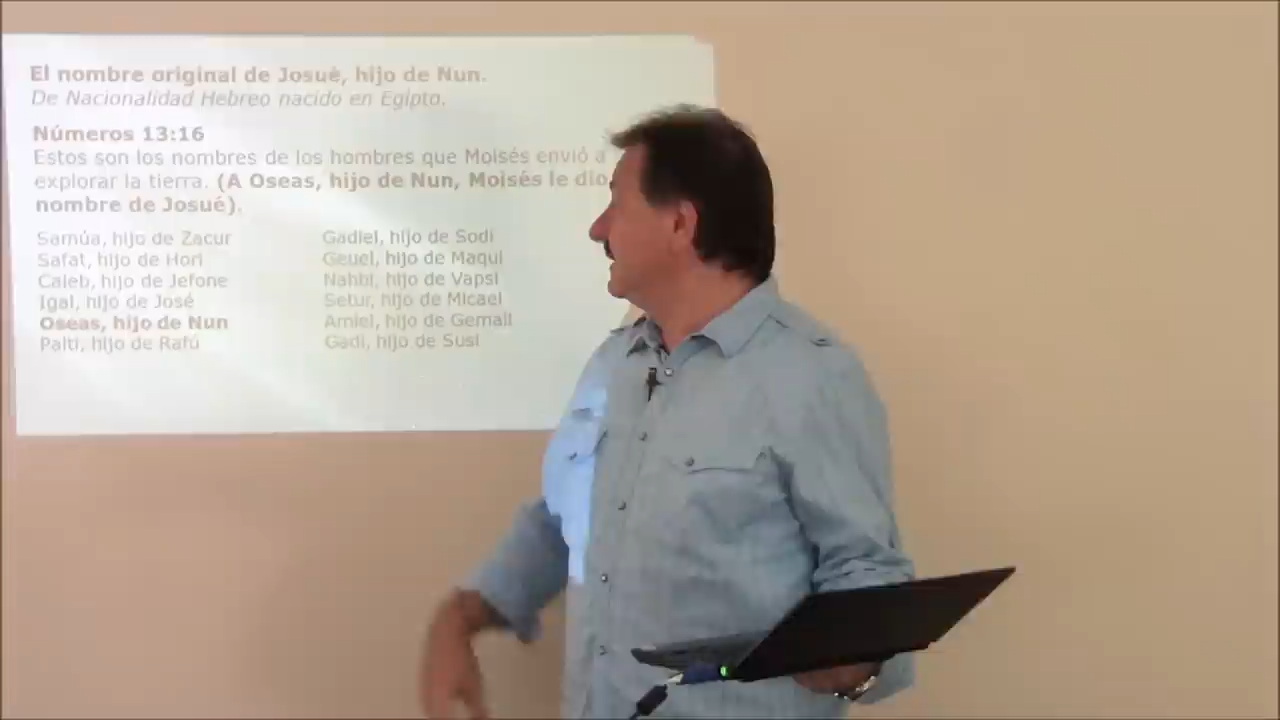 El nombre original de Josuè, hijo de Nun.
De Nacionalidad Hebreo nacido en Egipto.
Números 13:16
Estos son los nombres de los hombres que Moisés envió a
explorar la tierra. (A Oseas, hijo de Nun, Moisés le dio
nombre de Josué).
Samúa, hijo de Zacur
Safat, hijo de Hori
Caleb, hijo de Jefone
Igal, hijo de José
Oseas, hijo de Nun
Palti, hijo de Rafú
Gadiel, hijo de Sodi
Geuel, hijo de Maqui
Nahbi, hijo de Vapsi
Setur, hijo de Micael
Amiel, hijo de Gemali
Gadi, hijo de Susi